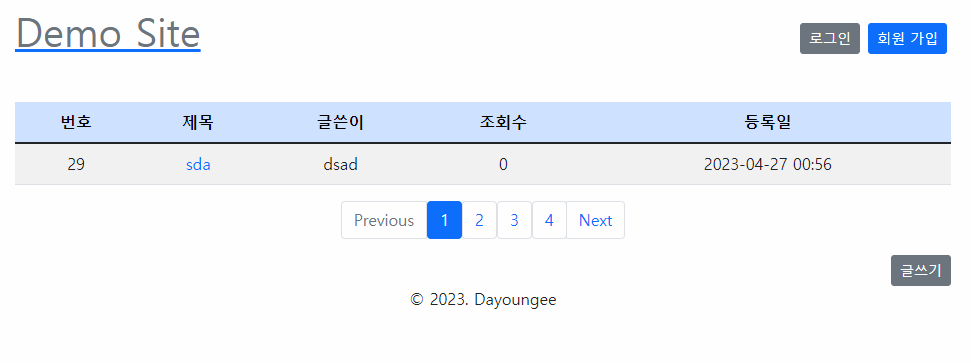 Demo Site
로그인 회원 가입
번호 제목 글쓴이 조회수 등록일
29 sda dsad 0 2023-04-27 00:56
Previous 1 2 3 4 Next
글쓰기
© 2023. Dayoungee